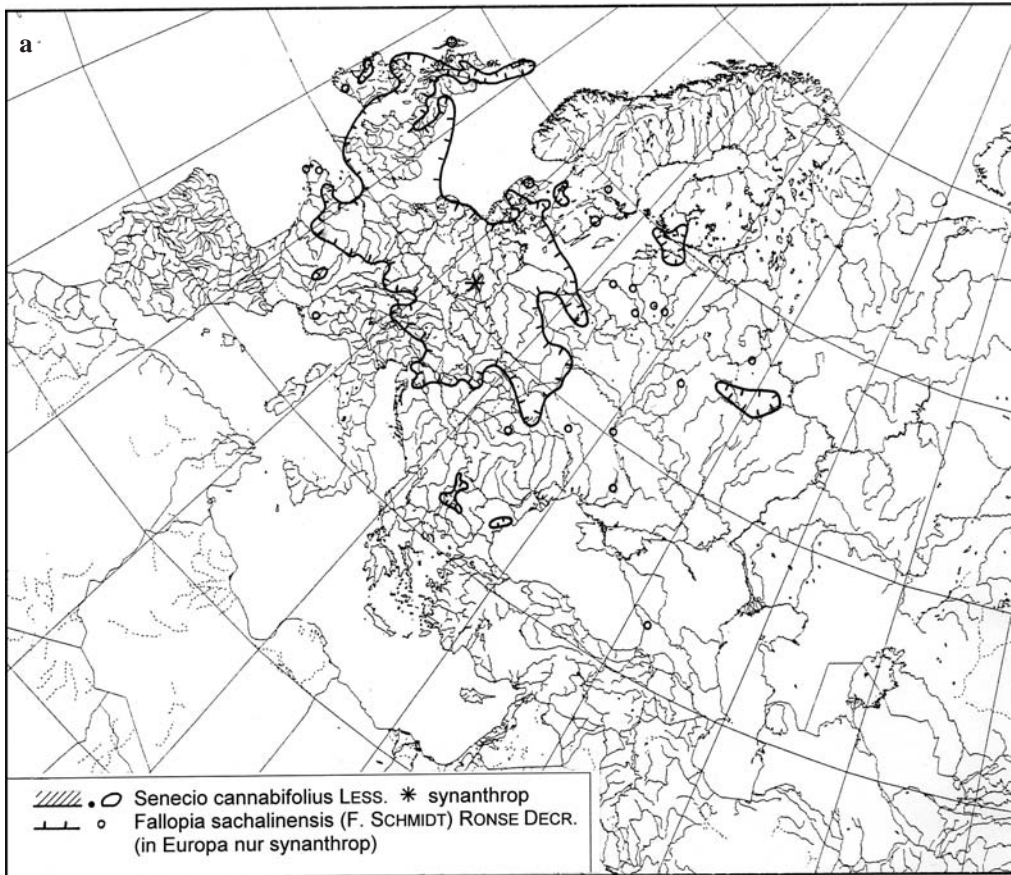 a
Senecio cannabifolius LESS. * synanthrop
Fallopia sachalinensis (F. SCHMIDT) RONSE DECR.
(in Europa nur synanthrop)